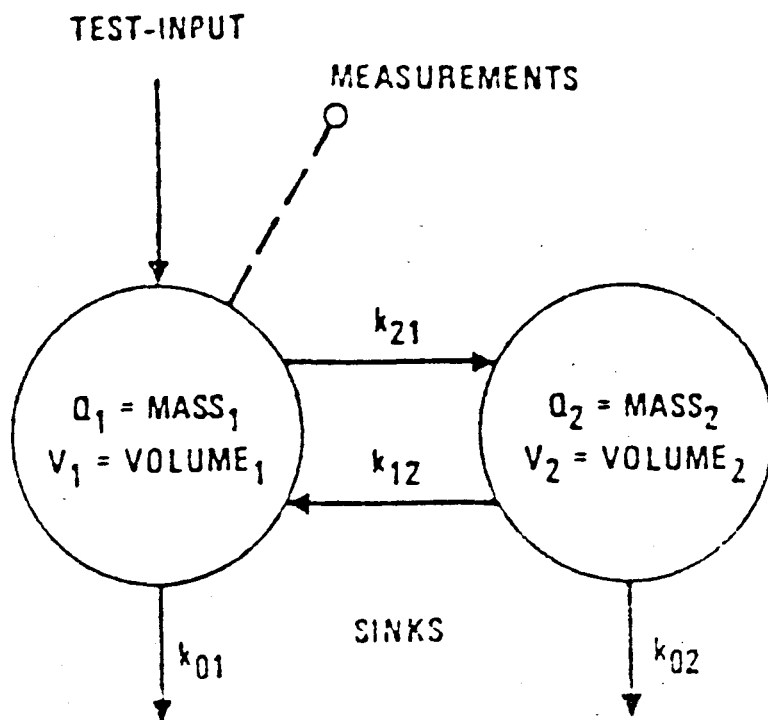 TEST-INPUT
MEASUREMENTS
k21
Q1 = MASS1
V1 = VOLUME1
Q2 = MASS2
V2 = VOLUME2
k12
SINKS
k01
k02